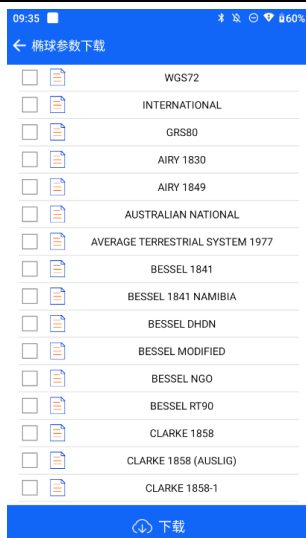 09:35 60%
椭球参数下载
WGS72
INTERNATIONAL
GRS80
AIRY 1830
AIRY 1849
AUSTRALIAN NATIONAL
AVERAGE TERRESTRIAL SYSTEM 1977
BESSEL 1841
BESSEL 1841 NAMIBIA
BESSEL DHDN
BESSEL MODIFIED
BESSEL NGO
BESSEL RT90
CLARKE 1858
CLARKE 1858 (AUSLIG)
CLARKE 1858-1
下载